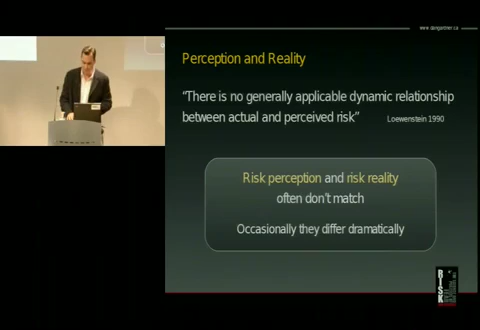 www.dangardner.ca
Perception and Reality
“There is no generally applicable dynamic relationship
between actual and perceived risk” Loewenstein 1990
Risk perception and risk reality
often don't match
Occasionally they differ dramatically
RISK